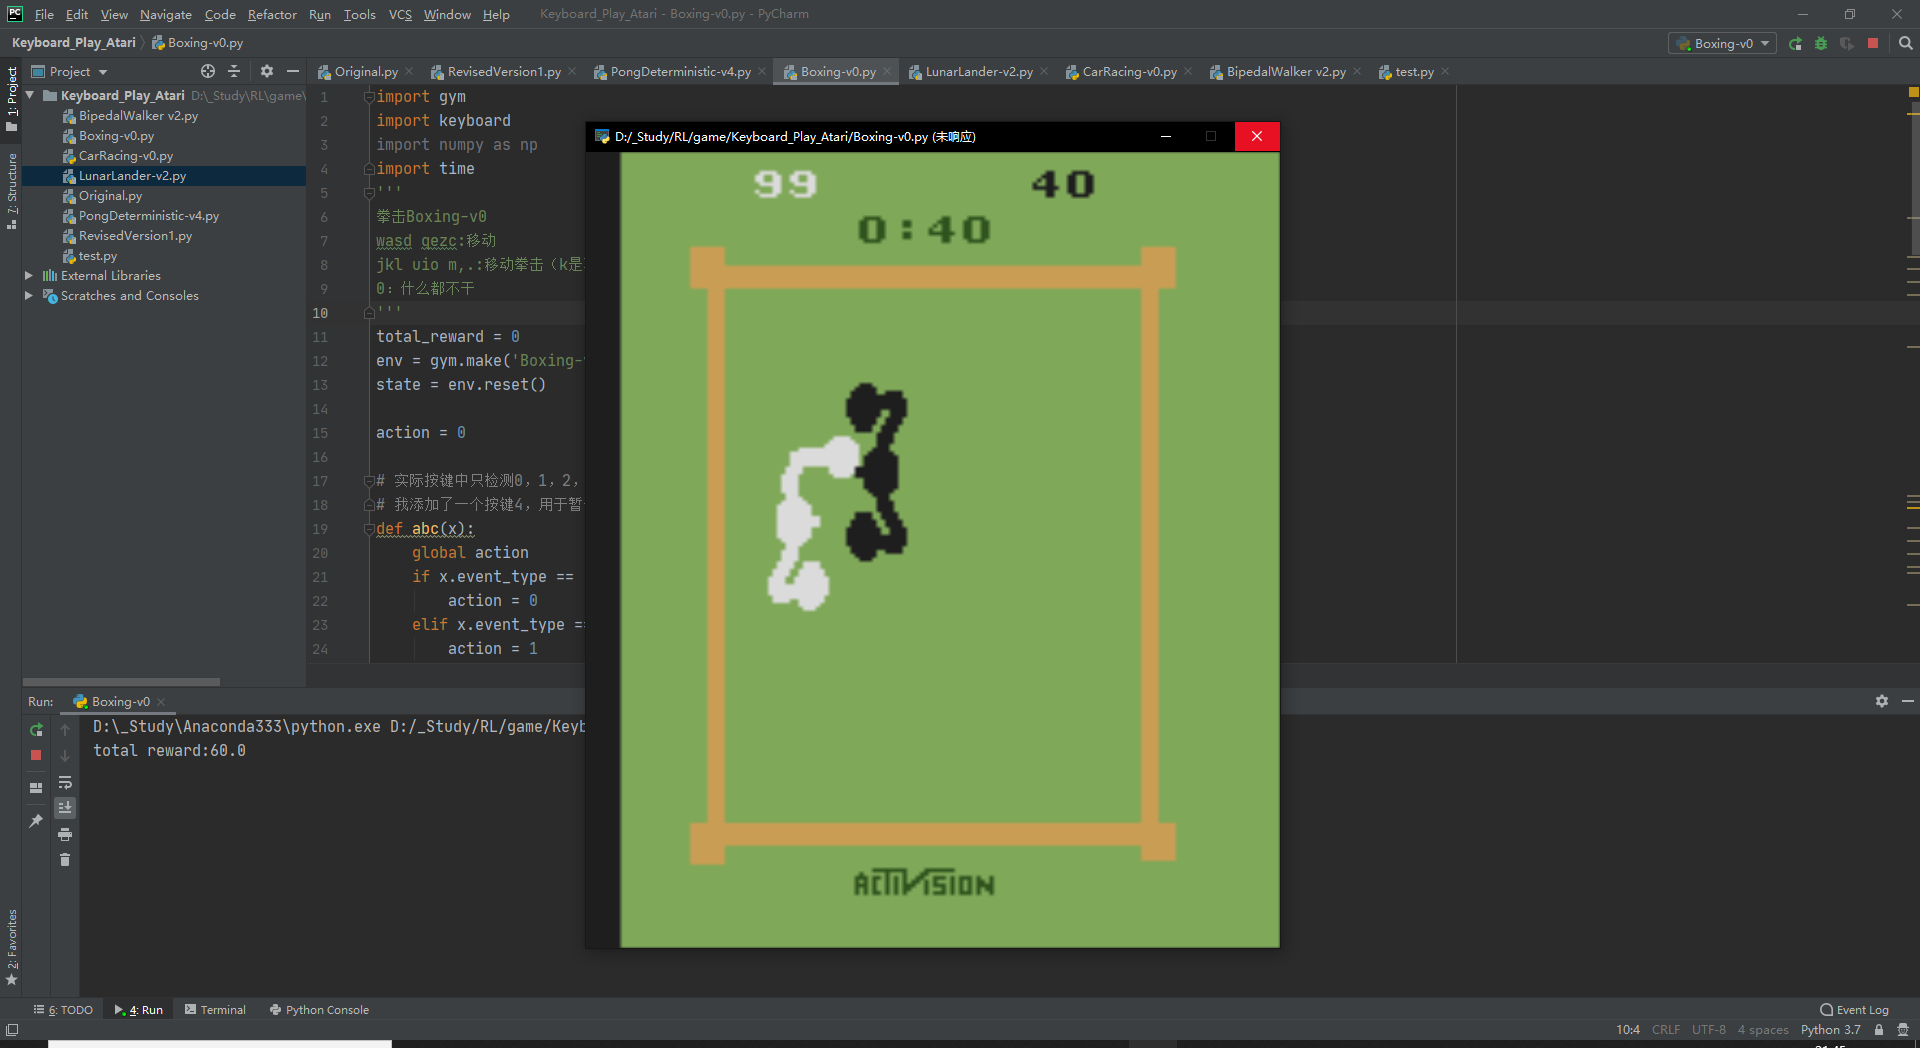 PC File Edit View Navigate Code Refactor Run Tools VCS Window Help Keyboard_Play_Atari - Boxing-v0.py - PyCharm
Keyboard_Play_Atari Boxing-v0.py Boxing-v0
1: Project
7: Structure
2: Favorites
Project
Original.py RevisedVersion1.py PongDeterministic-v4.py Boxing-v0.py LunarLander-v2.py CarRacing-v0.py BipedalWalker v2.py test.py
Keyboard_Play_Atari D:\_Study\RL\game\
BipedalWalker v2.py
Boxing-v0.py
CarRacing-v0.py
LunarLander-v2.py
Original.py
PongDeterministic-v4.py
RevisedVersion1.py
test.py
External Libraries
Scratches and Consoles
1 import gym
2 import keyboard
3 import numpy as np
4 import time
5 '''
6 拳击Boxing-v0
7 wasd qezc:移动
8 jkl uio m,.:移动拳击（k是
9 0：什么都不干
10 '''
11 total_reward = 0
12 env = gym.make('Boxing-
13 state = env.reset()
14
15 action = 0
16
17 # 实际按键中只检测0，1，2，
18 # 我添加了一个按键4，用于暂
19 def abc(x):
20 global action
21 if x.event_type ==
22 action = 0
23 elif x.event_type ==
24 action = 1
D:/_Study/RL/game/Keyboard_Play_Atari/Boxing-v0.py (未响应)
99 40
0:40
ACTIVISION
Run: Boxing-v0
D:\_Study\Anaconda333\python.exe D:/_Study/RL/game/Keyb
total reward:60.0
6: TODO 4: Run Terminal Python Console Event Log
10:4 CRLF UTF-8 4 spaces Python 3.7